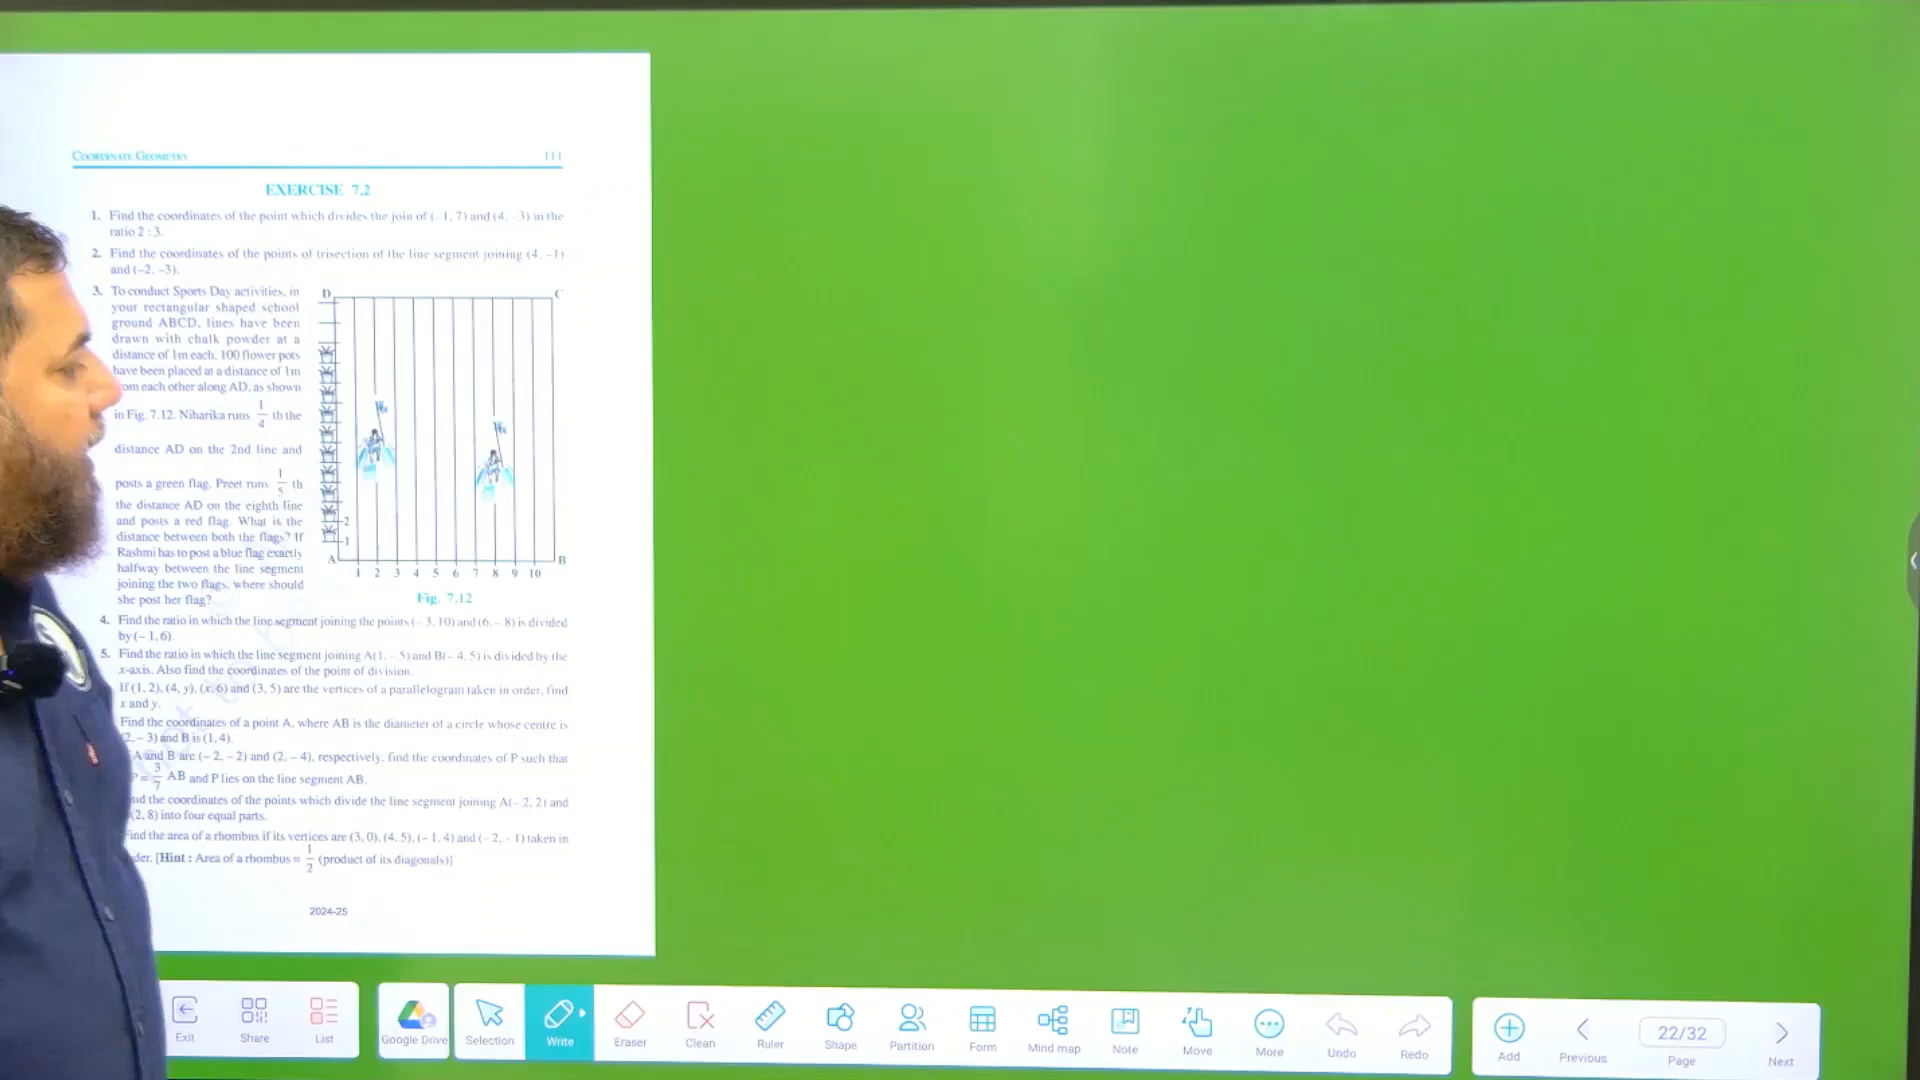 COORDINATE GEOMETRY 111
EXERCISE 7.2
1. Find the coordinates of the point which divides the join of (– 1, 7) and (4, – 3) in the
ratio 2 : 3.
2. Find the coordinates of the points of trisection of the line segment joining (4, –1)
and (–2, –3).
3. To conduct Sports Day activities, in
your rectangular shaped school
ground ABCD, lines have been
drawn with chalk powder at a
distance of 1m each. 100 flower pots
have been placed at a distance of 1m
om each other along AD, as shown
in Fig. 7.12. Niharika runs 1/4 th the
distance AD on the 2nd line and
posts a green flag. Preet runs 1/5 th
the distance AD on the eighth line
and posts a red flag. What is the
distance between both the flags? If
Rashmi has to post a blue flag exactly
halfway between the line segment
joining the two flags, where should
she post her flag?
D C
2
1
A B
1 2 3 4 5 6 7 8 9 10
Fig. 7.12
4. Find the ratio in which the line segment joining the points (– 3, 10) and (6, – 8) is divided
by (– 1, 6).
5. Find the ratio in which the line segment joining A(1, – 5) and B(– 4, 5) is divided by the
x-axis. Also find the coordinates of the point of division.
If (1, 2), (4, y), (x, 6) and (3, 5) are the vertices of a parallelogram taken in order, find
x and y.
Find the coordinates of a point A, where AB is the diameter of a circle whose centre is
2, – 3) and B is (1, 4).
A and B are (– 2, – 2) and (2, – 4), respectively, find the coordinates of P such that
P = 3/7 AB and P lies on the line segment AB.
nd the coordinates of the points which divide the line segment joining A(– 2, 2) and
(2, 8) into four equal parts.
Find the area of a rhombus if its vertices are (3, 0), (4, 5), (– 1, 4) and (– 2, – 1) taken in
der. [Hint : Area of a rhombus = 1/2 (product of its diagonals)]
2024-25
Exit Share List Google Drive Selection Write Eraser Clean Ruler Shape Partition Form Mind map Note Move More Undo Redo Add Previous 22/32 Page Next